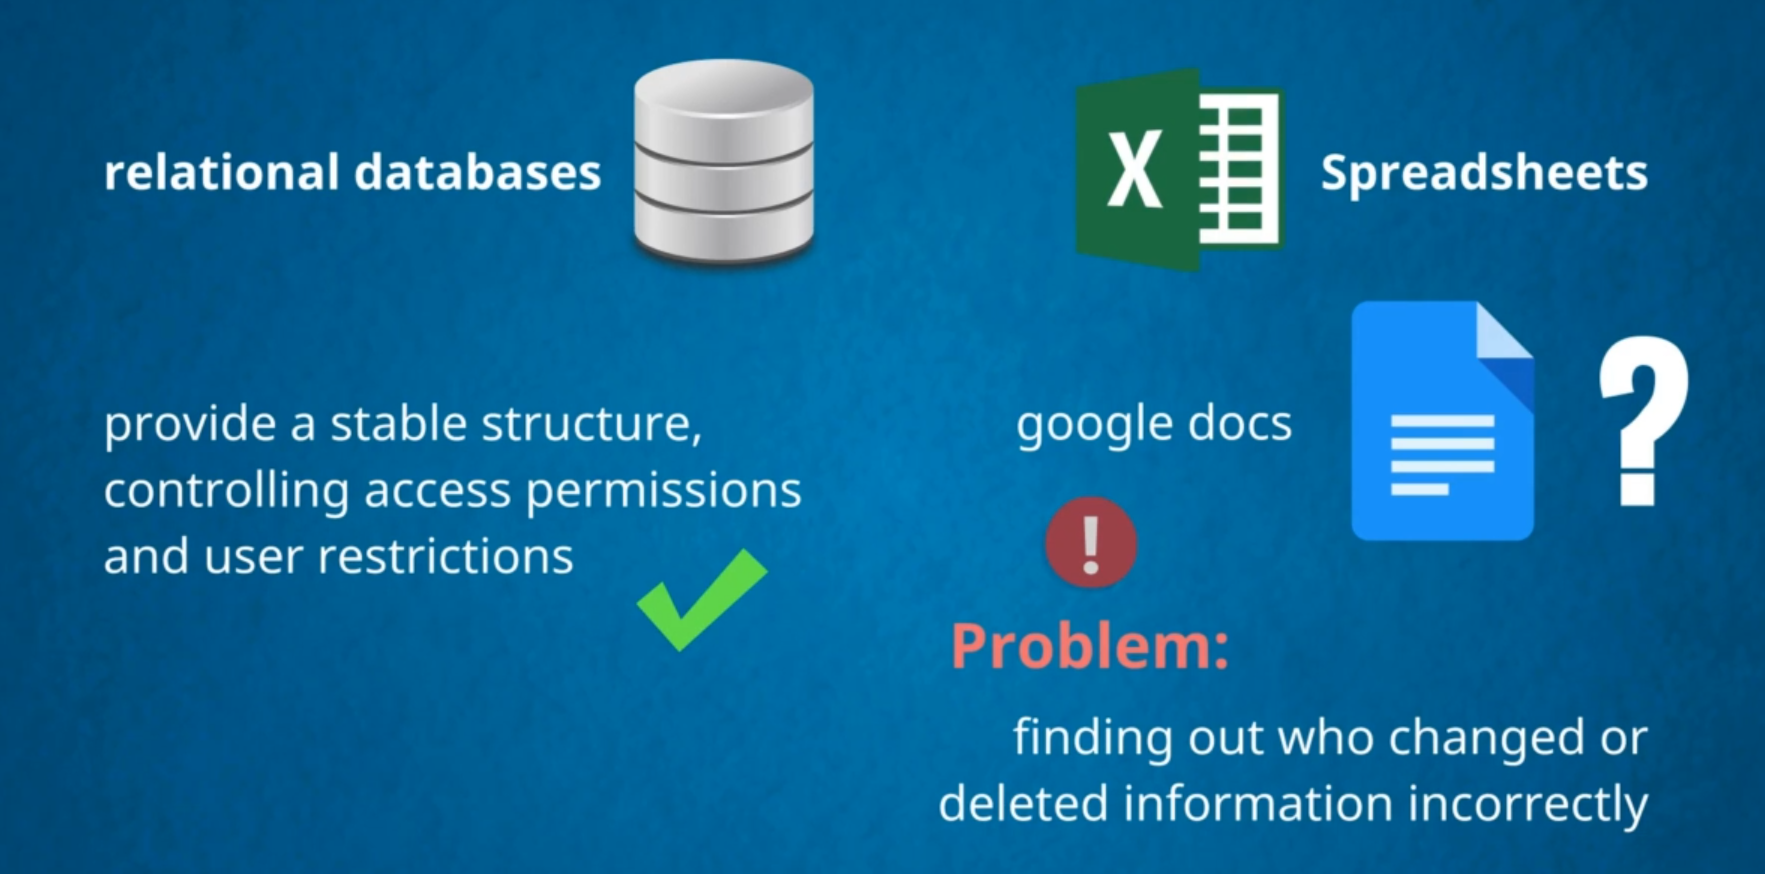 relational databases
X
Spreadsheets
provide a stable structure,
controlling access permissions
and user restrictions
google docs
?
!
Problem:
finding out who changed or
deleted information incorrectly